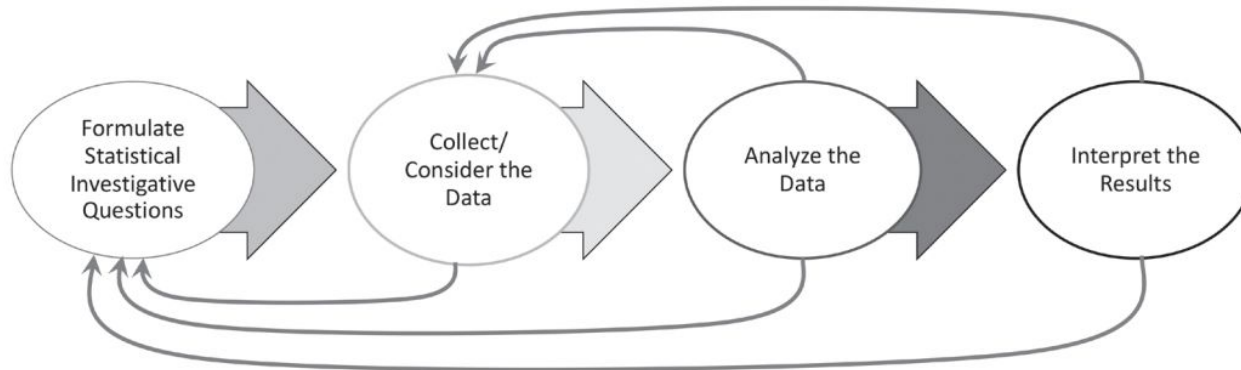 Formulate
Statistical
Investigative
Questions
Collect/
Consider the
Data
Analyze the
Data
Interpret the
Results